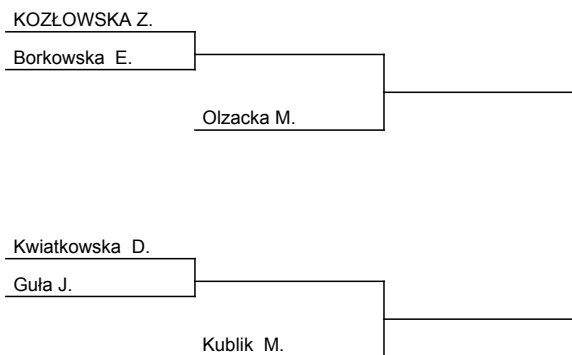 KOZŁOWSKA Z.
Borkowska E.
Olzacka M.
Kwiatkowska D.
Guła J.
Kublik M.